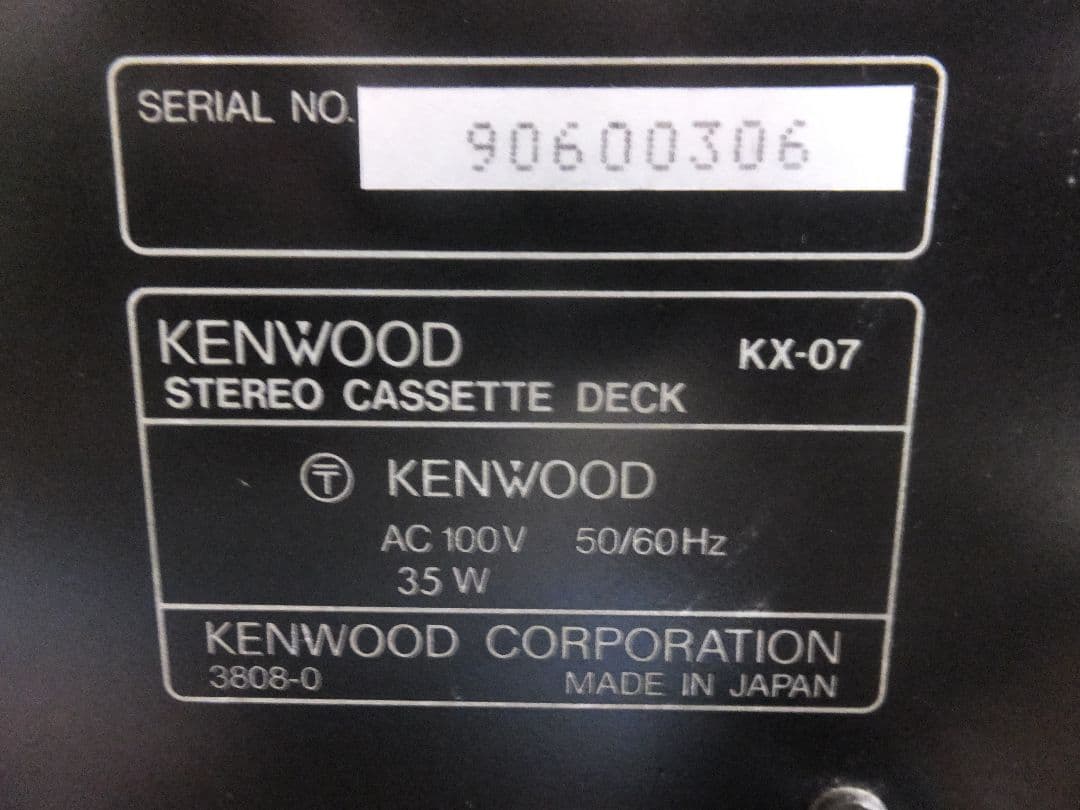 SERIAL NO. 90600306
KENWOOD KX-07
STEREO CASSETTE DECK
〒 KENWOOD
AC 100V 50/60Hz
35 W
KENWOOD CORPORATION
3808-0 MADE IN JAPAN